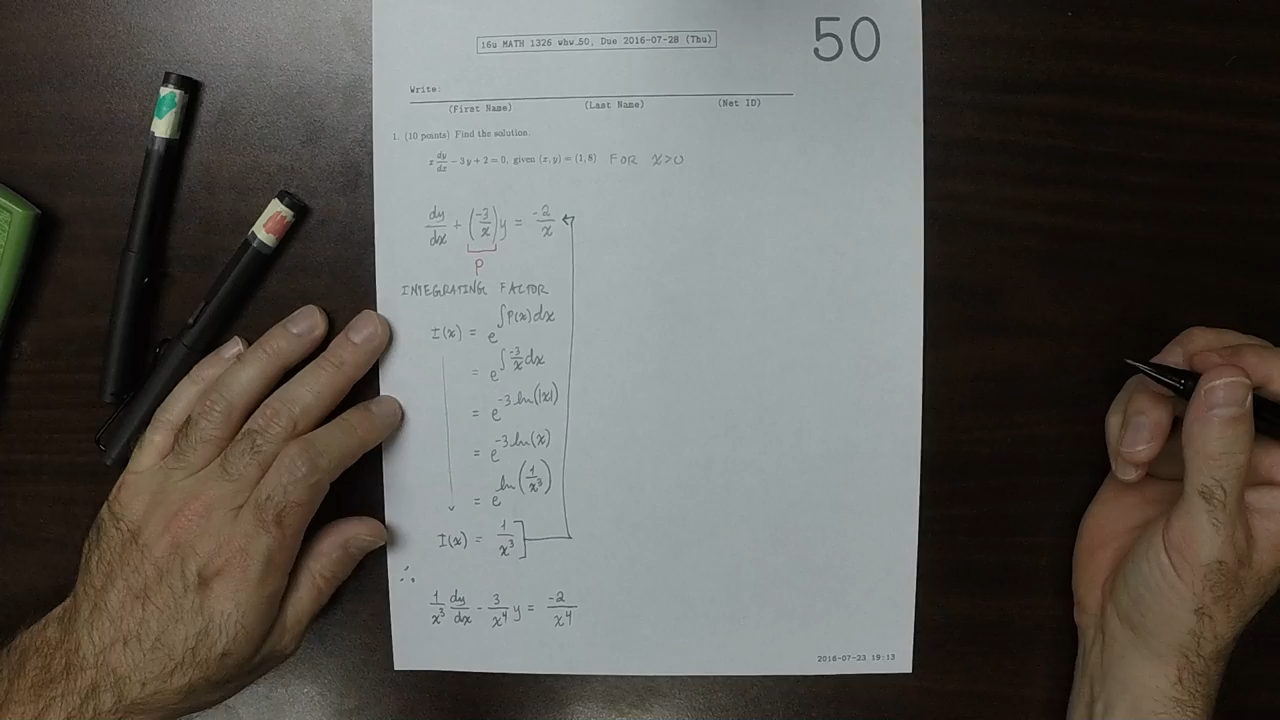 50
16u MATH 1326 whw_50, Due 2016-07-28 (Thu)
Write:
(First Name) (Last Name) (Net ID)
1. (10 points) Find the solution.
x dy/dx − 3y + 2 = 0, given (x, y) = (1, 8) FOR x>0
dy/dx + (-3/x) y = -2/x
P
INTEGRATING FACTOR
I(x) = e^∫P(x)dx
= e^∫ -3/x dx
= e^-3 ln(|x|)
= e^-3 ln(x)
= e^ln(1/x³)
I(x) = 1/x³
∴
1/x³ dy/dx - 3/x⁴ y = -2/x⁴
2016-07-23 19:13